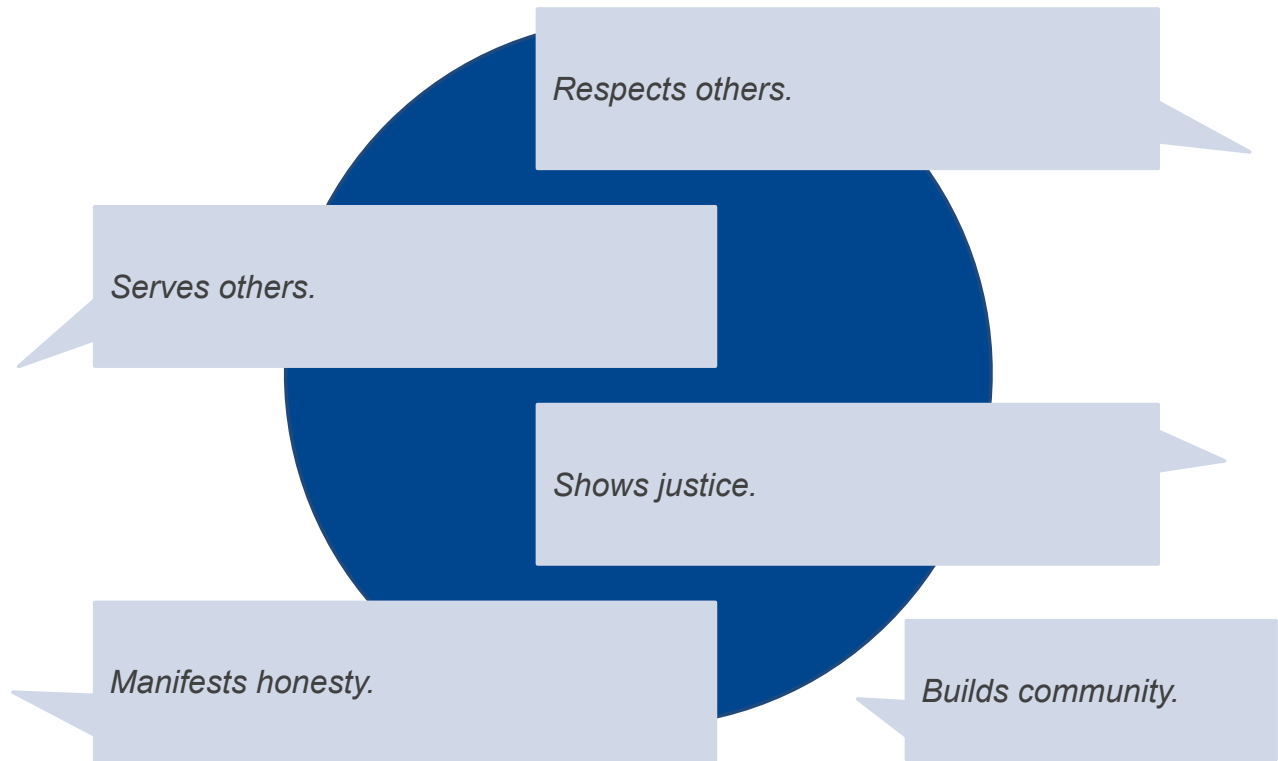 Respects others.
Serves others.
Shows justice.
Manifests honesty.
Builds community.